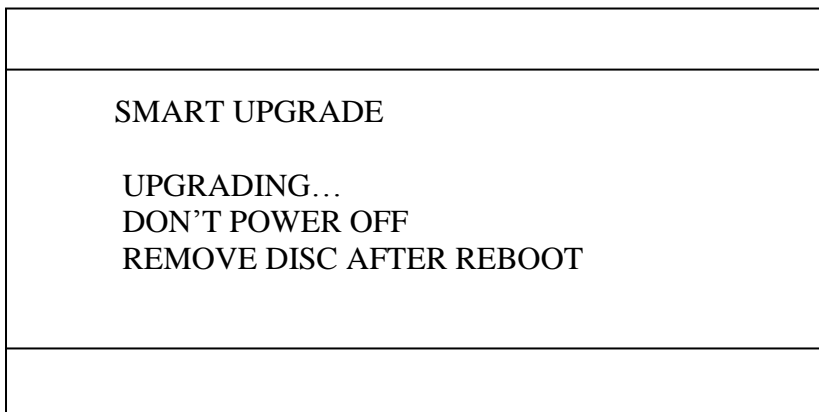 SMART UPGRADE
UPGRADING…
DON’T POWER OFF
REMOVE DISC AFTER REBOOT